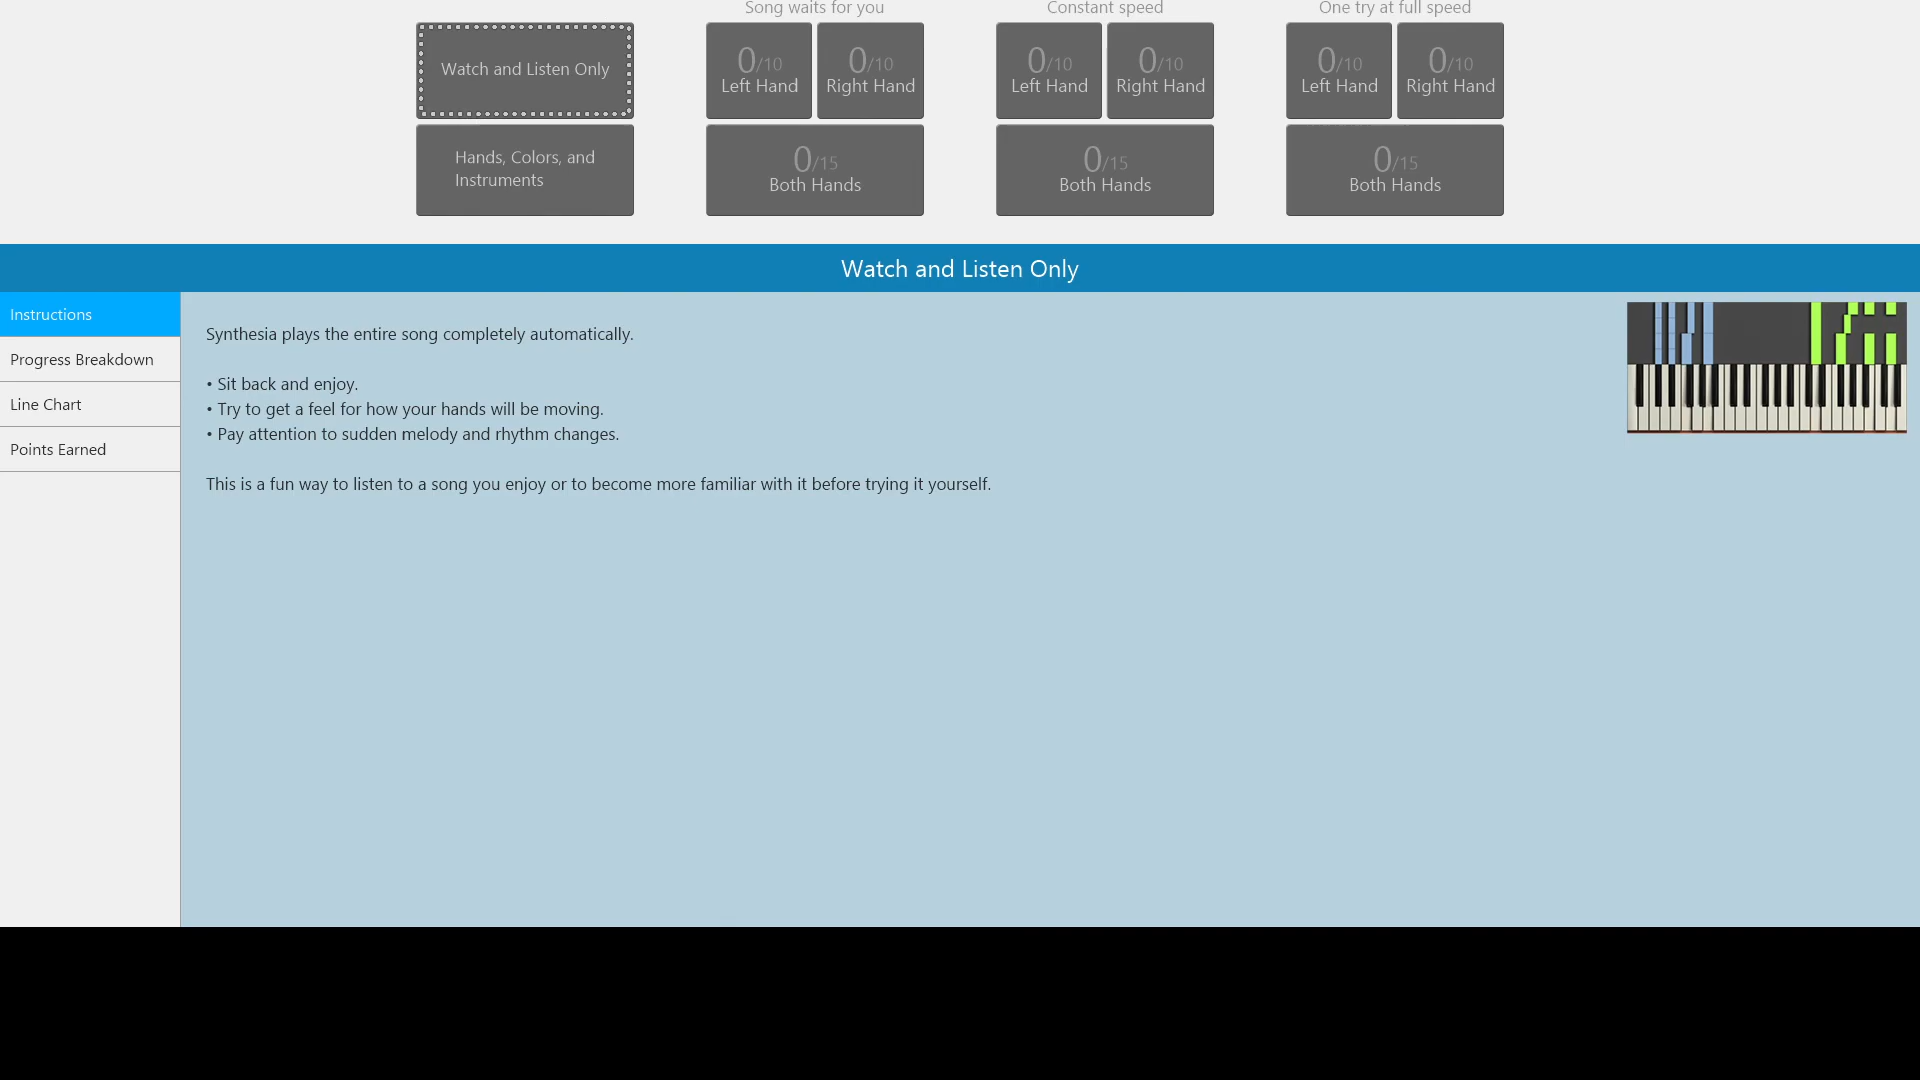 Song waits for you
Constant speed
One try at full speed
Watch and Listen Only
0/10
Left Hand
0/10
Right Hand
0/10
Left Hand
0/10
Right Hand
0/10
Left Hand
0/10
Right Hand
Hands, Colors, and
Instruments
0/15
Both Hands
0/15
Both Hands
0/15
Both Hands
Watch and Listen Only
Instructions
Progress Breakdown
Line Chart
Points Earned
Synthesia plays the entire song completely automatically.
• Sit back and enjoy.
• Try to get a feel for how your hands will be moving.
• Pay attention to sudden melody and rhythm changes.
This is a fun way to listen to a song you enjoy or to become more familiar with it before trying it yourself.